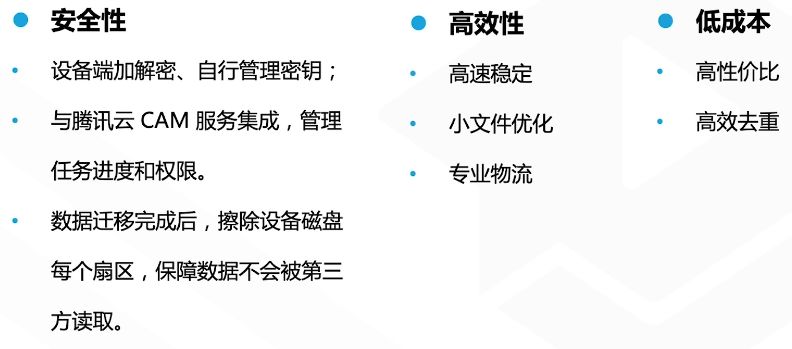 安全性
设备端加解密、自行管理密钥；
与腾讯云 CAM 服务集成，管理
任务进度和权限。
数据迁移完成后，擦除设备磁盘
每个扇区，保障数据不会被第三
方读取。
高效性
高速稳定
小文件优化
专业物流
低成本
高性价比
高效去重